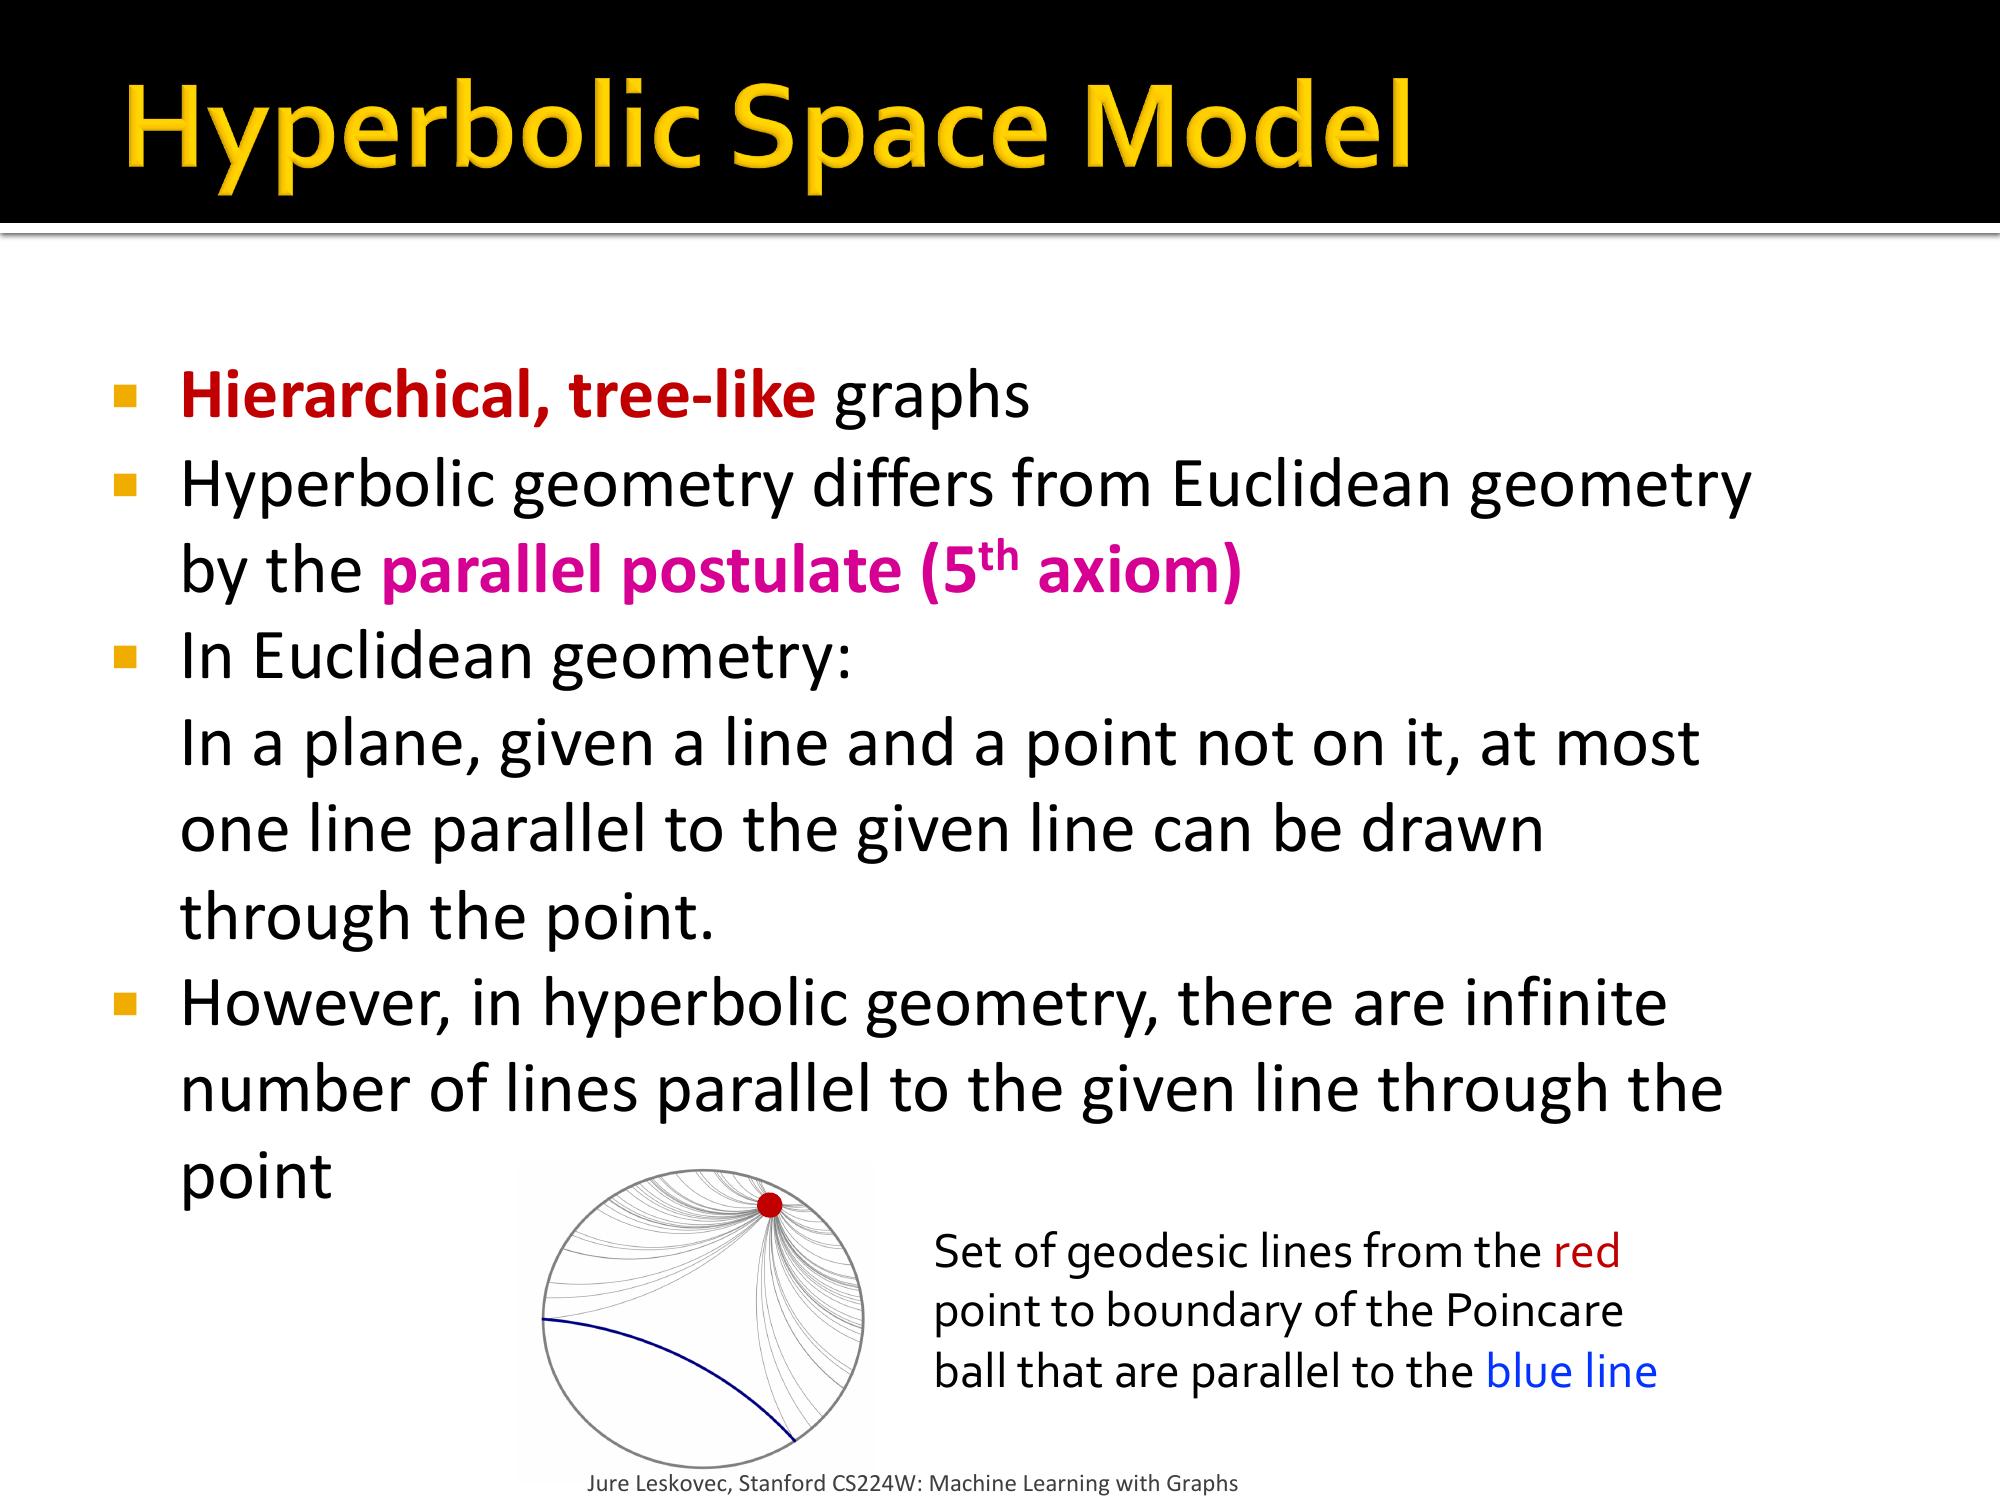 Hyperbolic Space Model
Hierarchical, tree-like graphs
Hyperbolic geometry differs from Euclidean geometry
by the parallel postulate (5th axiom)
In Euclidean geometry:
In a plane, given a line and a point not on it, at most
one line parallel to the given line can be drawn
through the point.
However, in hyperbolic geometry, there are infinite
number of lines parallel to the given line through the
point
Set of geodesic lines from the red
point to boundary of the Poincare
ball that are parallel to the blue line
Jure Leskovec, Stanford CS224W: Machine Learning with Graphs